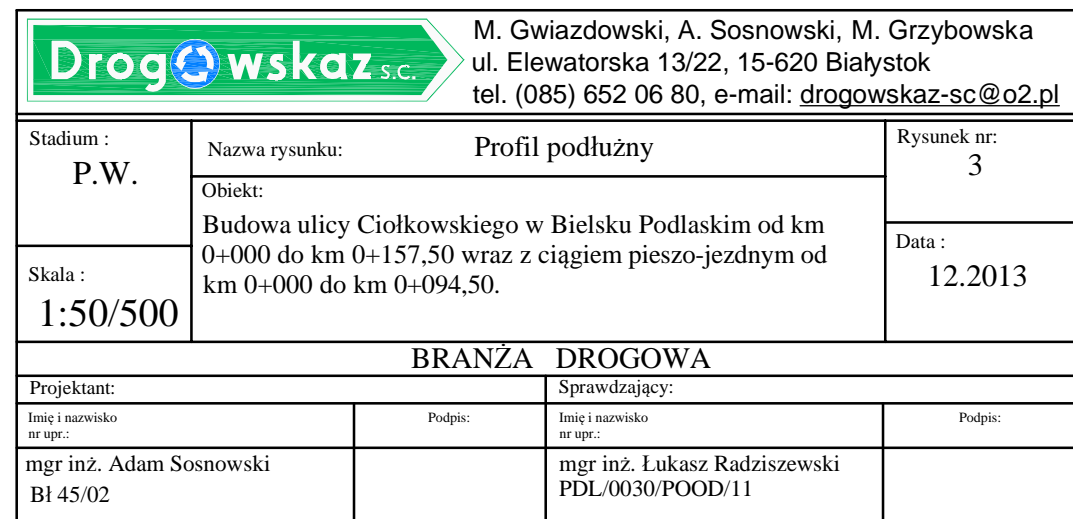 Drogowskaz s.c.
M. Gwiazdowski, A. Sosnowski, M. Grzybowska
ul. Elewatorska 13/22, 15-620 Białystok
tel. (085) 652 06 80, e-mail: drogowskaz-sc@o2.pl
Stadium :
P.W.
Nazwa rysunku: Profil podłużny
Rysunek nr:
3
Obiekt:
Budowa ulicy Ciołkowskiego w Bielsku Podlaskim od km
0+000 do km 0+157,50 wraz z ciągiem pieszo-jezdnym od
km 0+000 do km 0+094,50.
Skala :
1:50/500
Data :
12.2013
BRANŻA DROGOWA
Projektant:
Sprawdzający:
Imię i nazwisko
nr upr.:
Podpis:
Imię i nazwisko
nr upr.:
Podpis:
mgr inż. Adam Sosnowski
Bł 45/02
mgr inż. Łukasz Radziszewski
PDL/0030/POOD/11